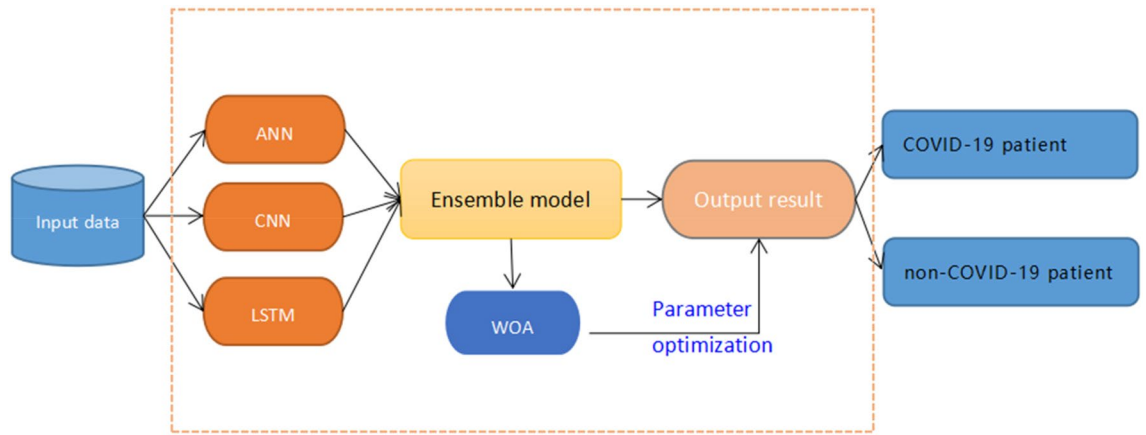 Input data
ANN
CNN
LSTM
Ensemble model
WOA
Parameter
optimization
Output result
COVID-19 patient
non-COVID-19 patient